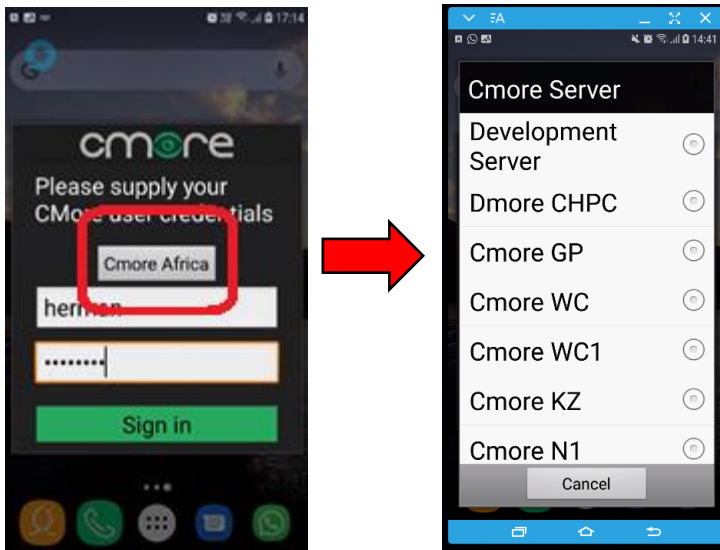 17:14
cmore
Please supply your
CMore user credentials
Cmore Africa
herman
Sign in
FA
14:41
Cmore Server
Development
Server
Dmore CHPC
Cmore GP
Cmore WC
Cmore WC1
Cmore KZ
Cmore N1
Cancel